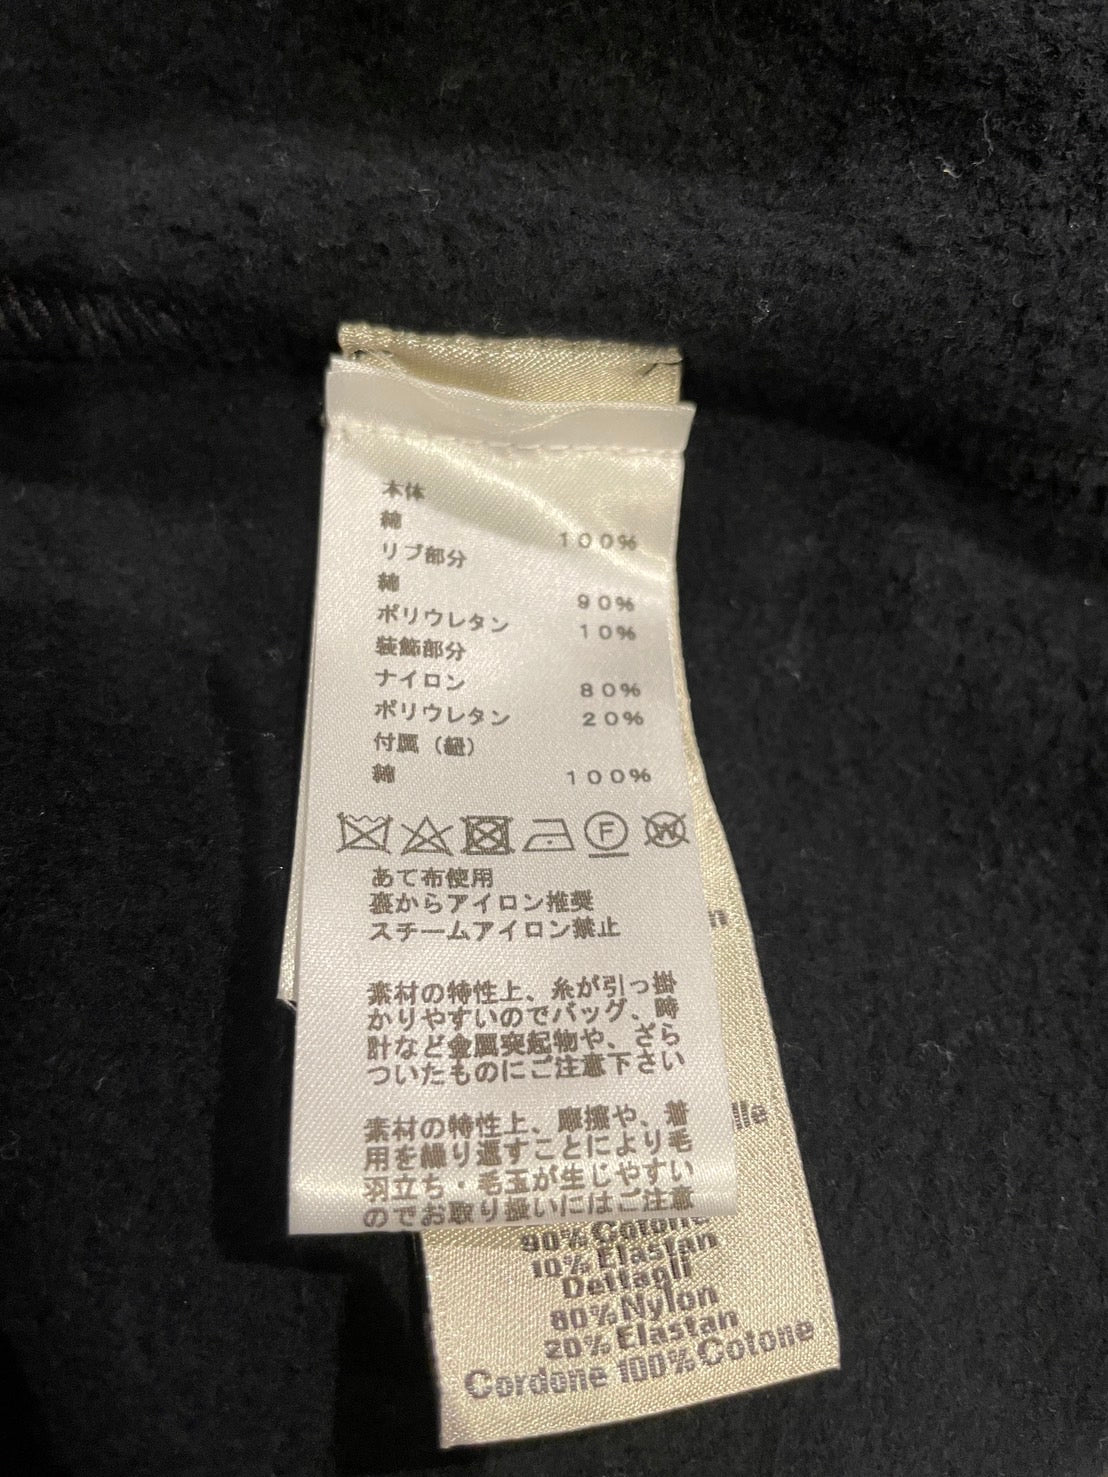 本体
綿 100%
リブ部分
綿 90%
ポリウレタン 10%
装飾部分
ナイロン 80%
ポリウレタン 20%
付属（紐）
綿 100%
F
W
あて布使用
裏からアイロン推奨
スチームアイロン禁止
素材の特性上、糸が引っ掛
かりやすいのでバッグ、時
計など金属突起物や、ざら
ついたものにご注意下さい
素材の特性上、摩擦や、着
用を繰り返すことにより毛
羽立ち・毛玉が生じやすい
のでお取り扱いにはご注意
90% Cotone
10% Elastan
Dettagli
80% Nylon
20% Elastan
Cordone 100% Cotone